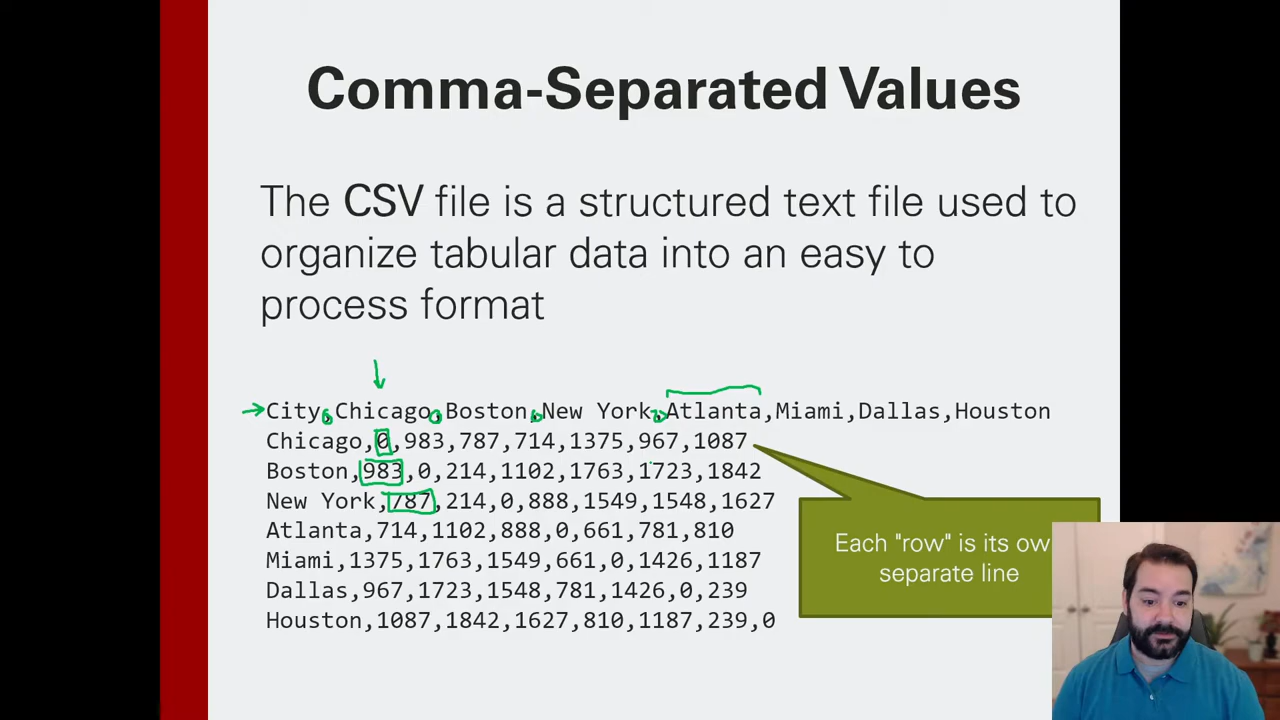 Comma-Separated Values
The CSV file is a structured text file used to
organize tabular data into an easy to
process format
City,Chicago,Boston,New York,Atlanta,Miami,Dallas,Houston
Chicago,0,983,787,714,1375,967,1087
Boston,983,0,214,1102,1763,1723,1842
New York,787,214,0,888,1549,1548,1627
Atlanta,714,1102,888,0,661,781,810
Miami,1375,1763,1549,661,0,1426,1187
Dallas,967,1723,1548,781,1426,0,239
Houston,1087,1842,1627,810,1187,239,0
Each "row" is its ow
separate line